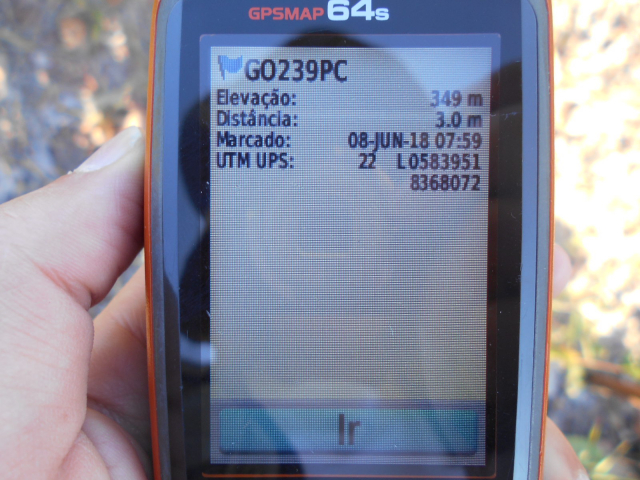 GPSMAP 64s
GO239PC
Elevação: 349 m
Distância: 3.0 m
Marcado: 08-JUN-18 07:59
UTM UPS: 22 L0583951
8368072
Ir